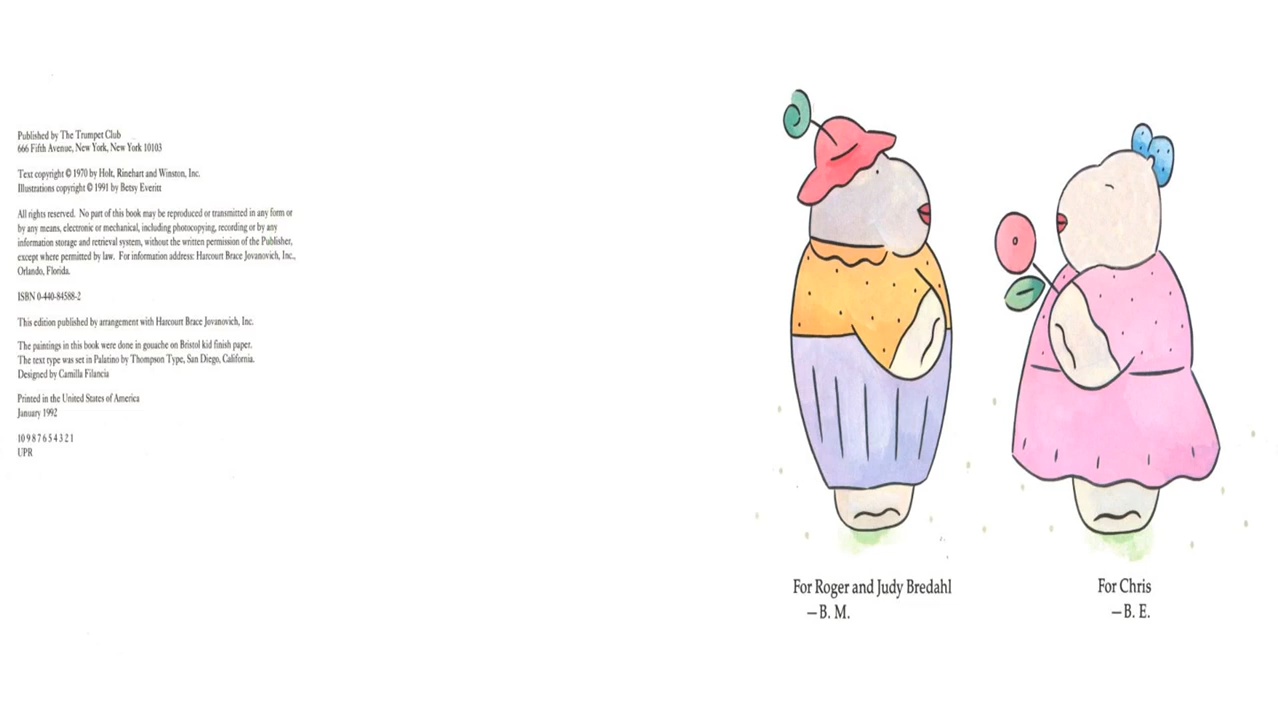 Published by The Trumpet Club
666 Fifth Avenue, New York, New York 10103
Text copyright © 1970 by Holt, Rinehart and Winston, Inc.
Illustrations copyright © 1991 by Betsy Everitt
All rights reserved. No part of this book may be reproduced or transmitted in any form or
by any means, electronic or mechanical, including photocopying, recording or by any
information storage and retrieval system, without the written permission of the Publisher,
except where permitted by law. For information address: Harcourt Brace Jovanovich, Inc.,
Orlando, Florida.
ISBN 0-440-84588-2
This edition published by arrangement with Harcourt Brace Jovanovich, Inc.
The paintings in this book were done in gouache on Bristol kid finish paper.
The text type was set in Palatino by Thompson Type, San Diego, California.
Designed by Camilla Filancia
Printed in the United States of America
January 1992
10 9 8 7 6 5 4 3 2 1
UPR
For Roger and Judy Bredahl
—B. M.
For Chris
—B. E.